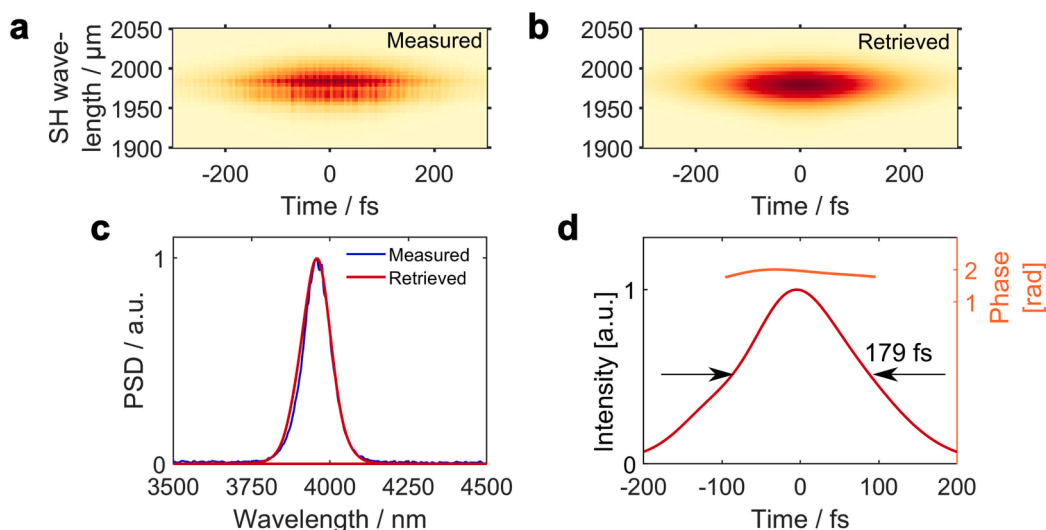 a
Measured
2050
2000
1950
1900
SH wave-
length / µm
-200
0
200
Time / fs
b
Retrieved
2050
2000
1950
1900
-200
0
200
Time / fs
c
Measured
Retrieved
1
0
PSD / a.u.
3500
3750
4000
4250
4500
Wavelength / nm
d
1
0
Intensity [a.u.]
179 fs
2
1
Phase
[rad]
-200
-100
0
100
200
Time / fs